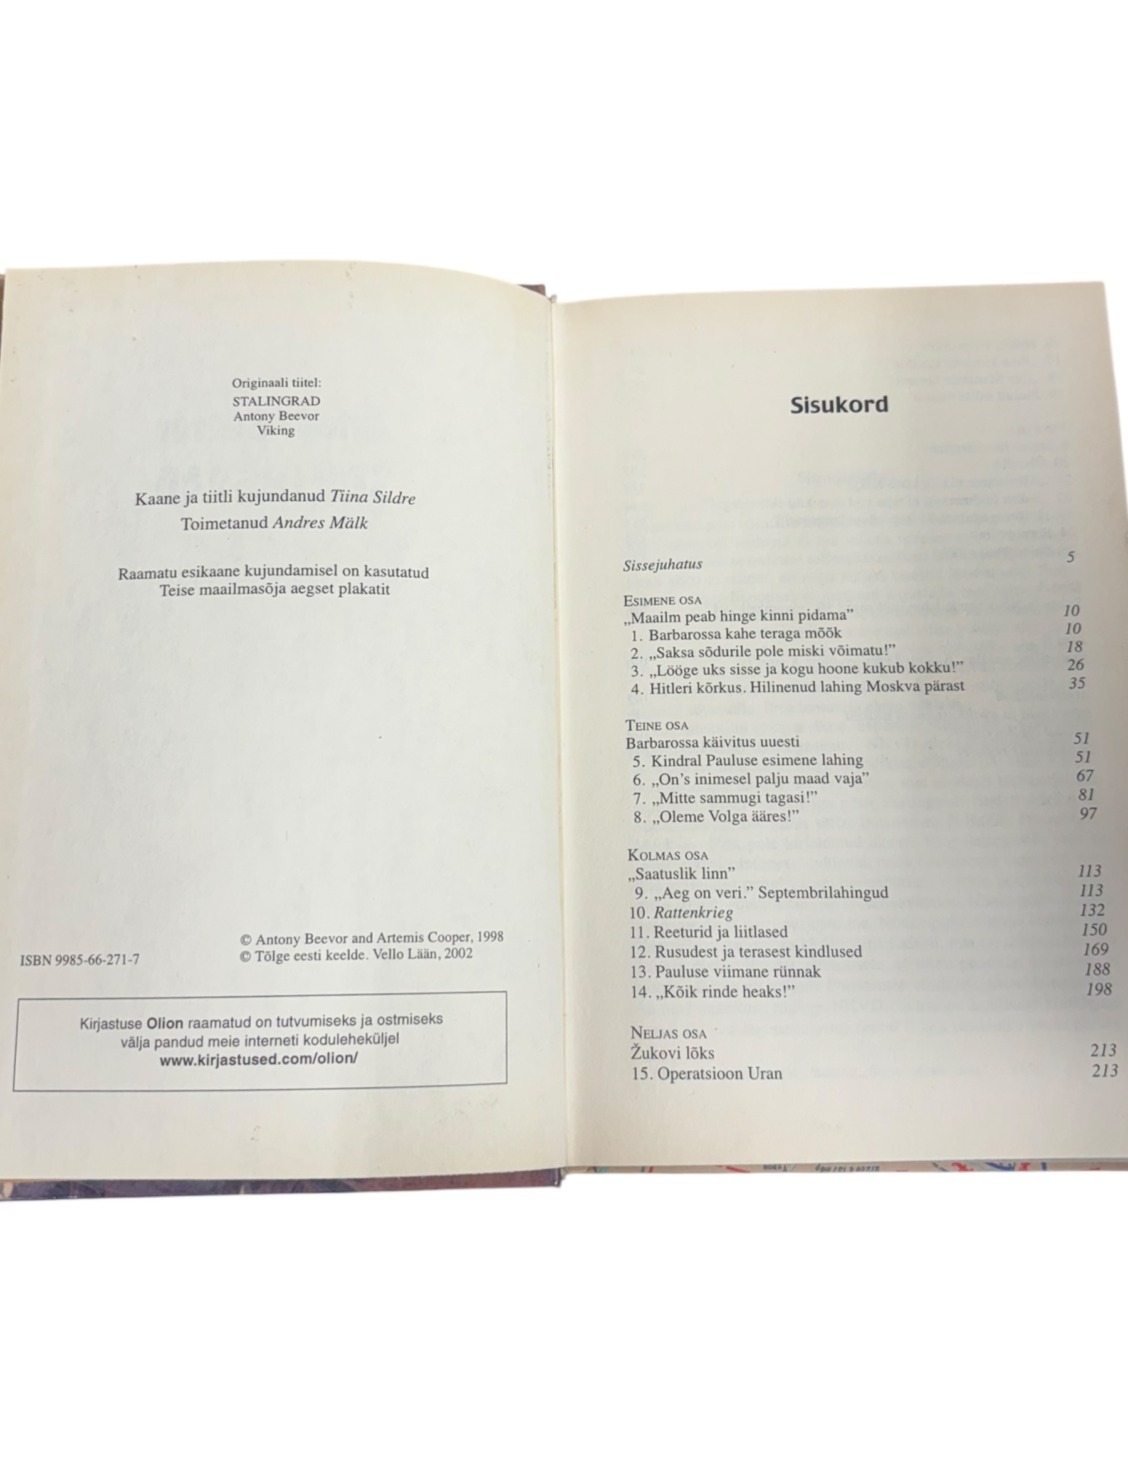 Originaali tiitel:
STALINGRAD
Antony Beevor
Viking
Kaane ja tiitli kujundanud Tiina Sildre
Toimetanud Andres Mälk
Raamatu esikaane kujundamisel on kasutatud
Teise maailmasõja aegset plakatit
© Antony Beevor and Artemis Cooper, 1998
ISBN 9985-66-271-7
© Tõlge eesti keelde. Vello Lään, 2002
Kirjastuse Olion raamatud on tutvumiseks ja ostmiseks
välja pandud meie interneti koduleheküljel
www.kirjastused.com/olion/
Sisukord
Sissejuhatus 5
ESIMENE OSA
„Maailm peab hinge kinni pidama” 10
1. Barbarossa kahe teraga mõõk 10
2. „Saksa sõdurile pole miski võimatu!” 18
3. „Lööge uks sisse ja kogu hoone kukub kokku!” 26
4. Hitleri kõrkus. Hilinenud lahing Moskva pärast 35
TEINE OSA
Barbarossa käivitus uuesti 51
5. Kindral Pauluse esimene lahing 51
6. „On's inimesel palju maad vaja” 67
7. „Mitte sammugi tagasi!” 81
8. „Oleme Volga ääres!” 97
KOLMAS OSA
„Saatuslik linn” 113
9. „Aeg on veri.” Septembrilahingud 113
10. Rattenkrieg 132
11. Reeturid ja liitlased 150
12. Rusudest ja terasest kindlused 169
13. Pauluse viimane rünnak 188
14. „Kõik rinde heaks!” 198
NELJAS OSA
Žukovi lõks 213
15. Operatsioon Uran 213